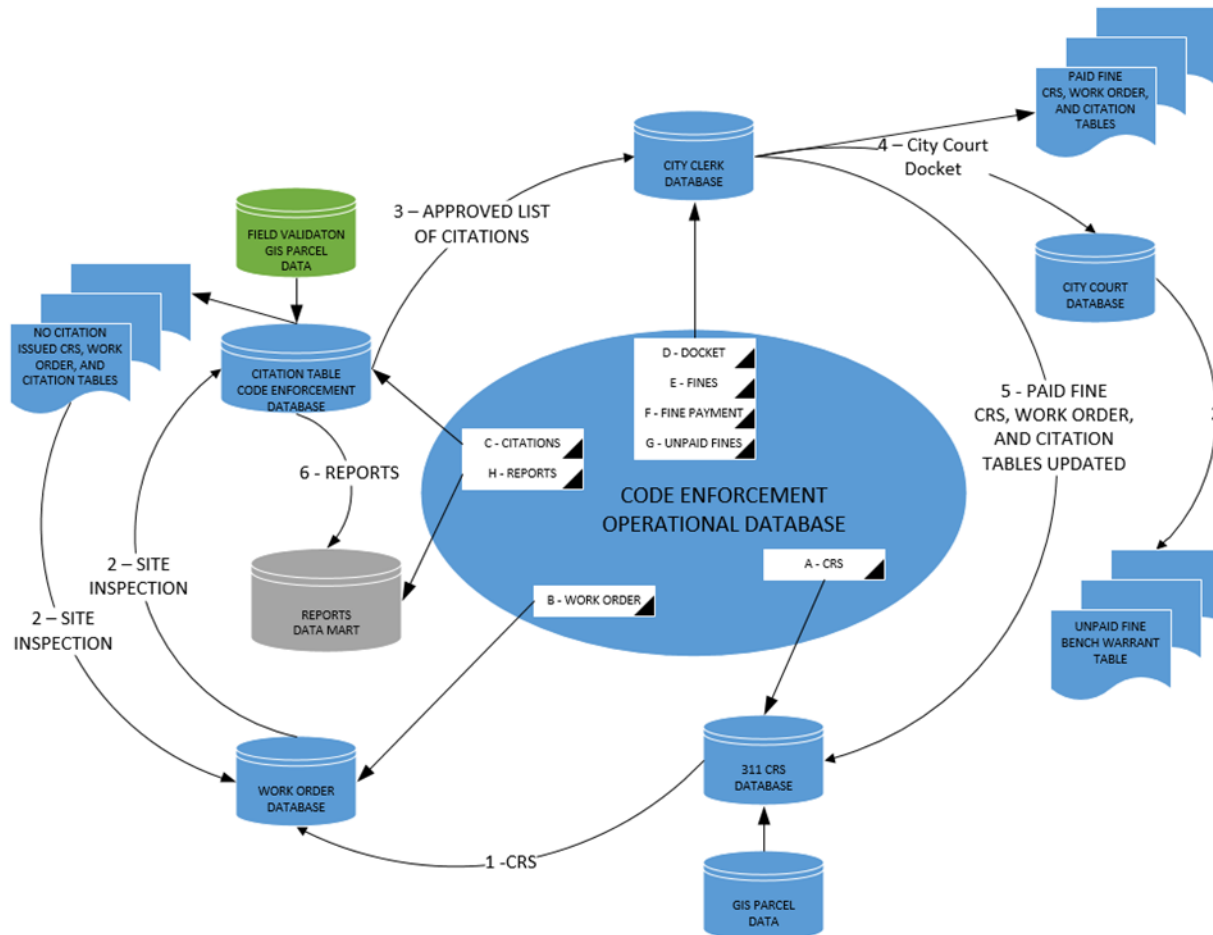 PAID FINE
CRS, WORK ORDER,
AND CITATION
TABLES
4 – City Court
Docket
CITY CLERK
DATABASE
3 – APPROVED LIST
OF CITATIONS
FIELD VALIDATON
GIS PARCEL
DATA
CITY COURT
DATABASE
NO CITATION
ISSUED CRS, WORK
ORDER, AND
CITATION TABLES
CITATION TABLE
CODE ENFORCEMENT
DATABASE
D - DOCKET
E - FINES
F - FINE PAYMENT
G - UNPAID FINES
5 - PAID FINE
CRS, WORK ORDER,
AND CITATION
TABLES UPDATED
C - CITATIONS
H - REPORTS
6 - REPORTS
CODE ENFORCEMENT
OPERATIONAL DATABASE
2 – SITE
INSPECTION
2 – SITE
INSPECTION
A - CRS
B - WORK ORDER
REPORTS
DATA MART
UNPAID FINE
BENCH WARRANT
TABLE
WORK ORDER
DATABASE
311 CRS
DATABASE
1 -CRS
GIS PARCEL
DATA